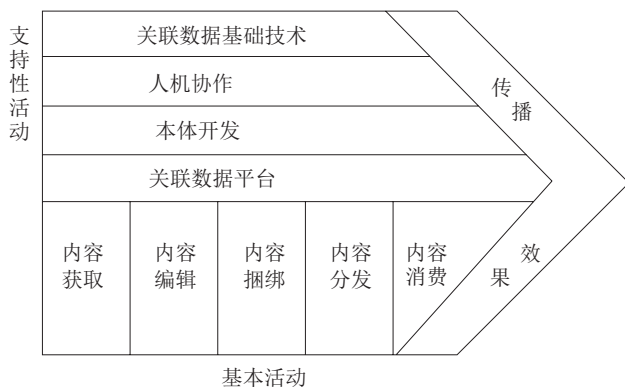 支持性活动
关联数据基础技术
人机协作
本体开发
关联数据平台
内容
获取
内容
编辑
内容
捆绑
内容
分发
内容
消费
传播
效果
基本活动